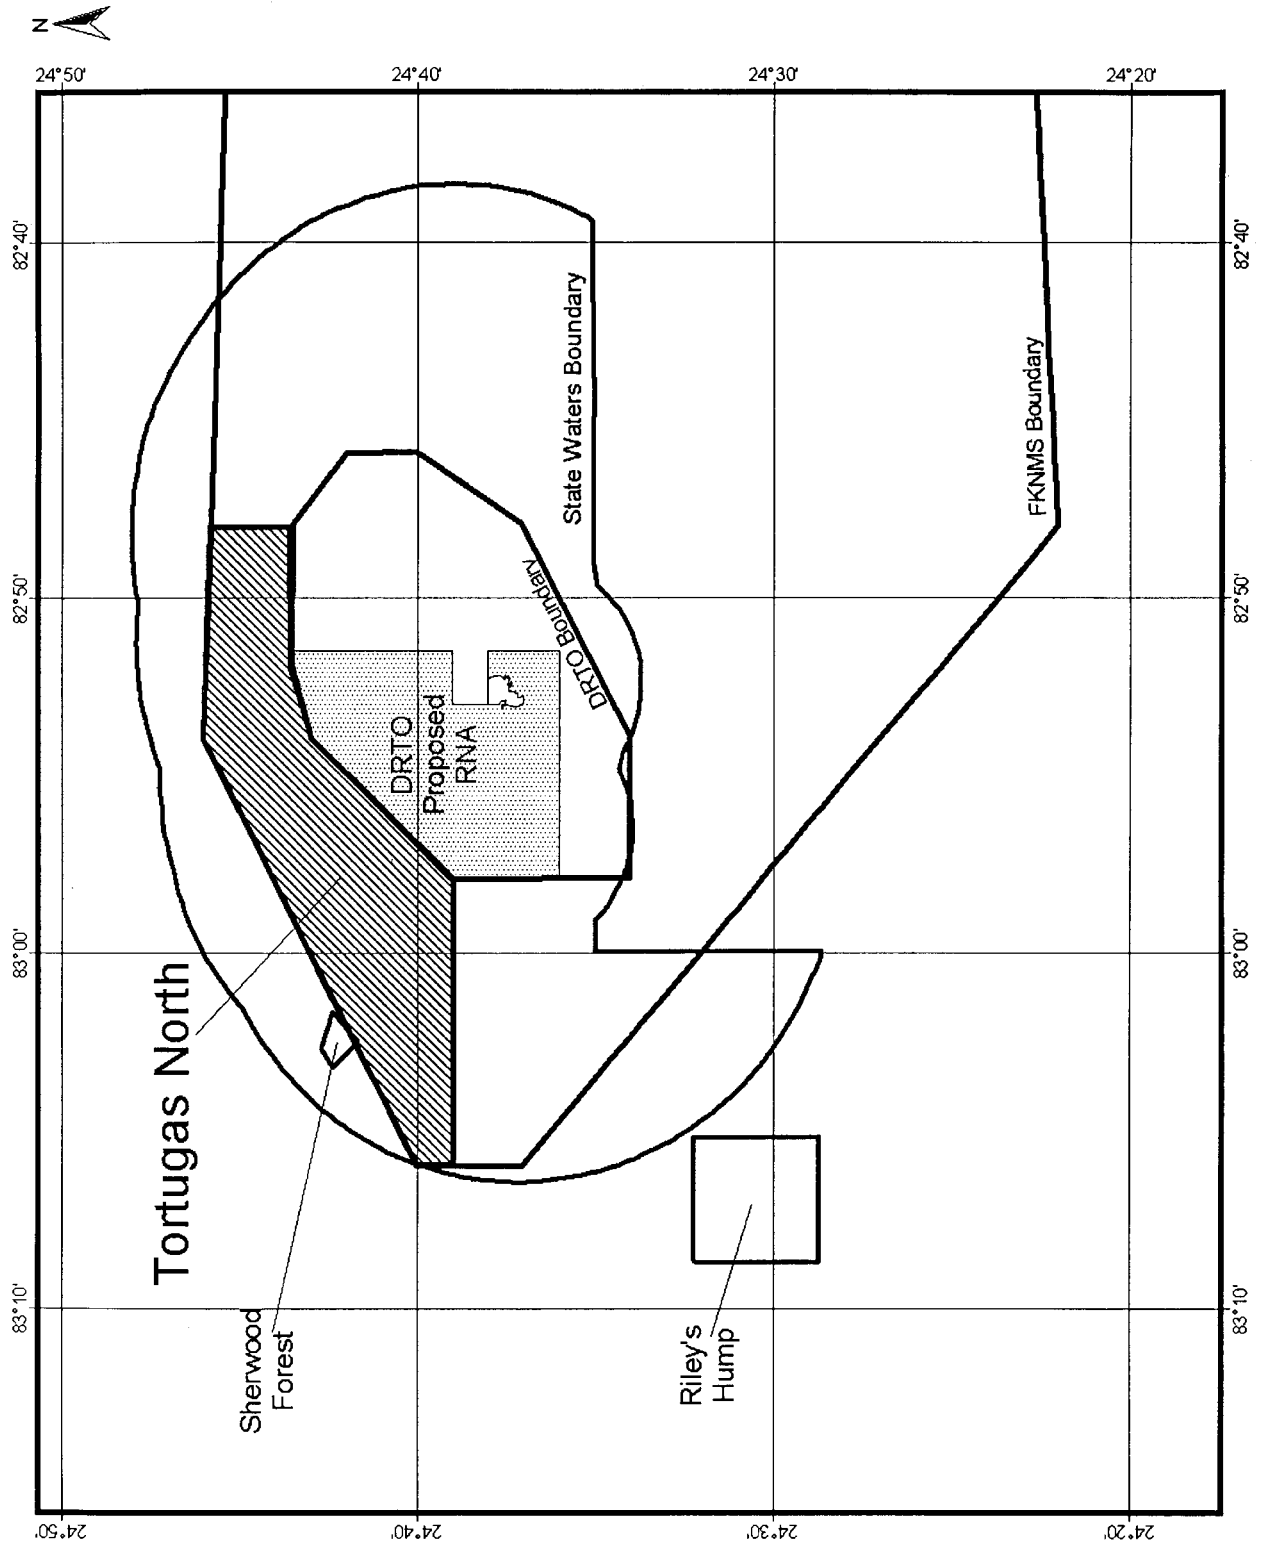 N
24°50'
24°40'
24°30'
24°20'
82°40'
82°40'
State Waters Boundary
FKNMS Boundary
82°50'
82°50'
DRTO Boundary
DRTO
Proposed
RNA
83°00'
83°00'
Tortugas North
Sherwood
Forest
Riley's
Hump
83°10'
83°10'
24°50'
24°40'
24°30'
24°20'